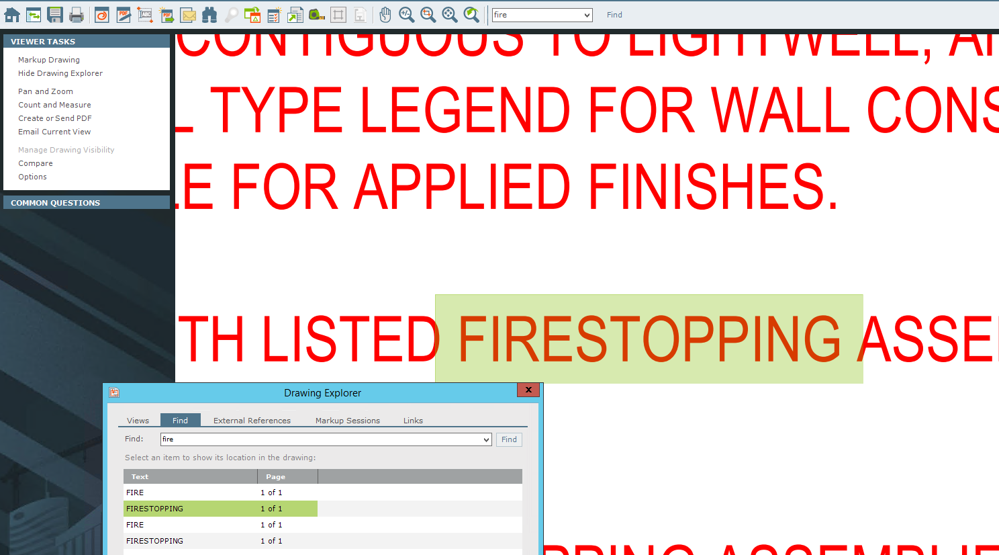 fire Find
VIEWER TASKS
Markup Drawing
Hide Drawing Explorer
Pan and Zoom
Count and Measure
Create or Send PDF
Email Current View
Manage Drawing Visibility
Compare
Options
COMMON QUESTIONS
CONTIGUOUS TO LIGHTWELL, AN
L TYPE LEGEND FOR WALL CONS
LE FOR APPLIED FINISHES.
TH LISTED FIRESTOPPING ASSE
Drawing Explorer
Views Find External References Markup Sessions Links
Find: fire Find
Select an item to show its location in the drawing:
Text Page
FIRE 1 of 1
FIRESTOPPING 1 of 1
FIRE 1 of 1
FIRESTOPPING 1 of 1
PPING ASSEMBLIE